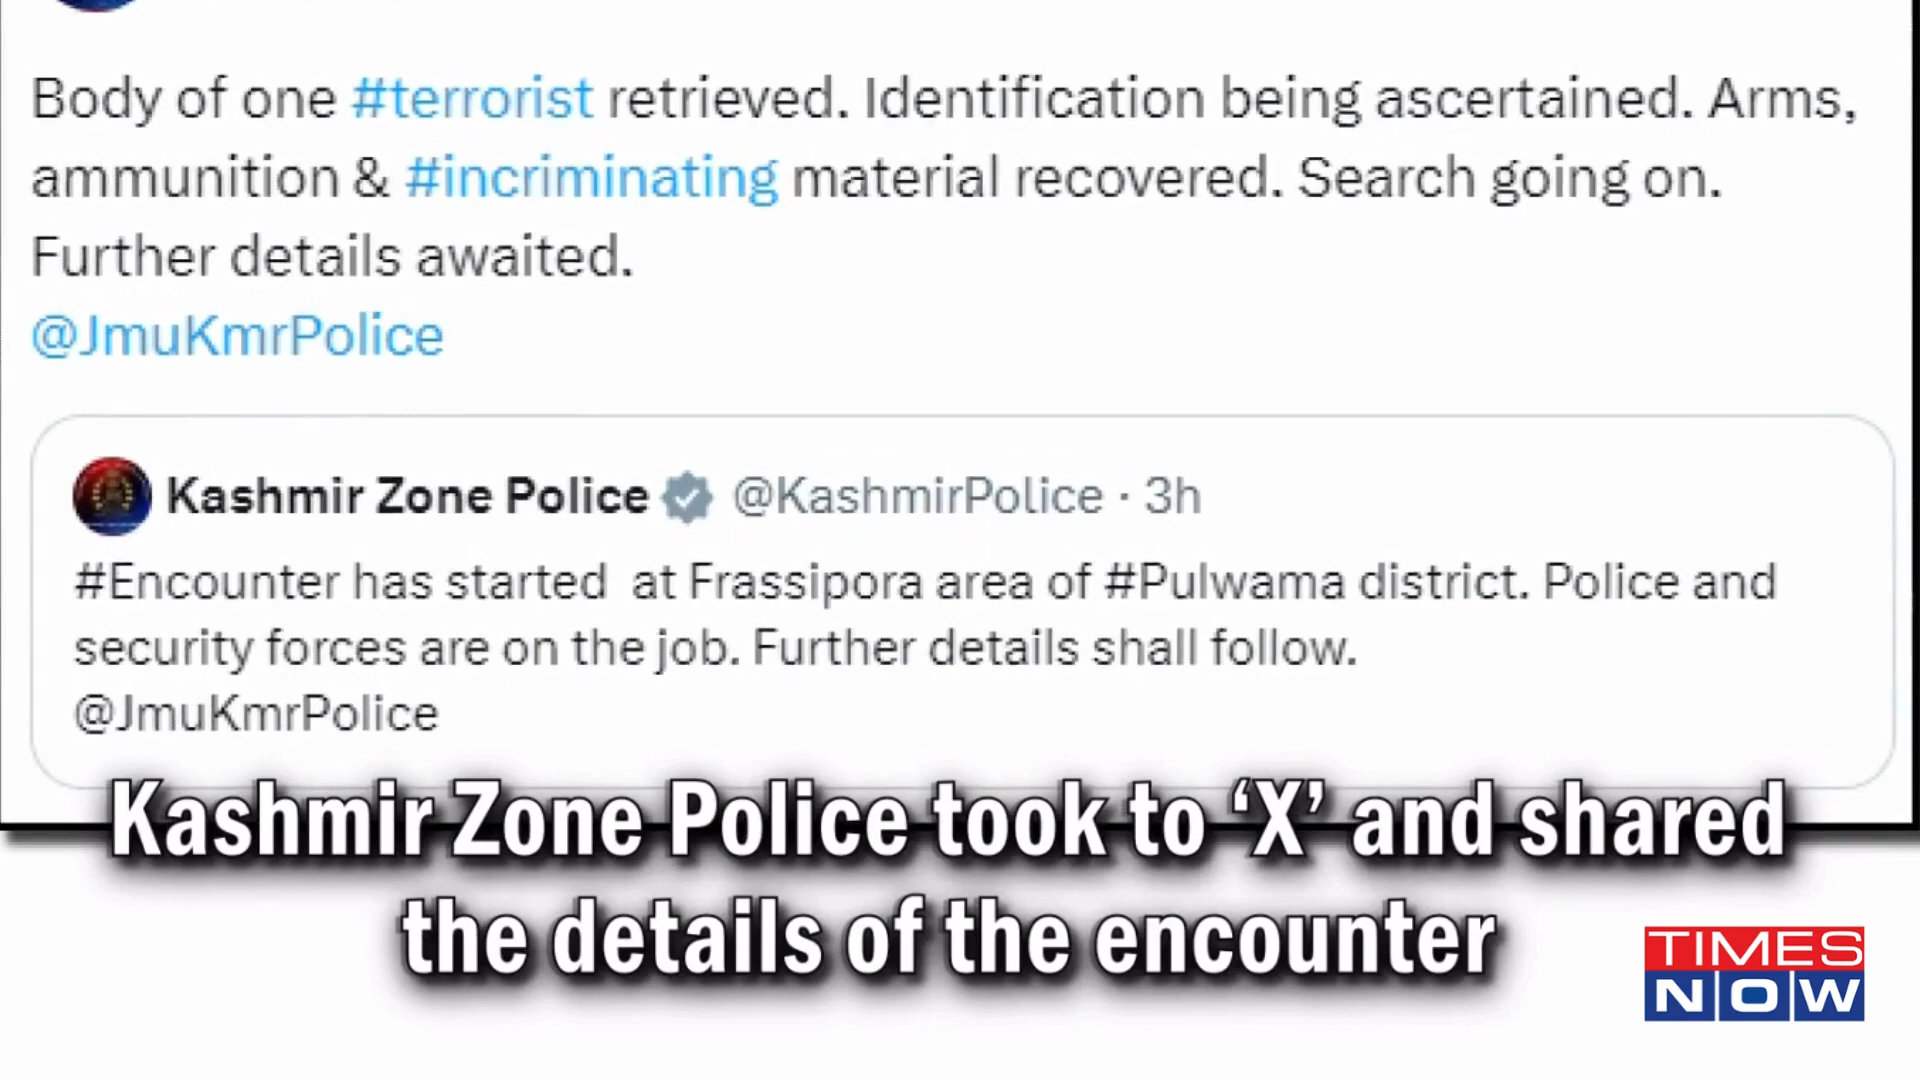 Body of one #terrorist retrieved. Identification being ascertained. Arms,
ammunition & #incriminating material recovered. Search going on.
Further details awaited.
@JmuKmrPolice
Kashmir Zone Police @KashmirPolice · 3h
#Encounter has started at Frassipora area of #Pulwama district. Police and
security forces are on the job. Further details shall follow.
@JmuKmrPolice
Kashmir Zone Police took to ‘X’ and shared
the details of the encounter
TIMES
NOW